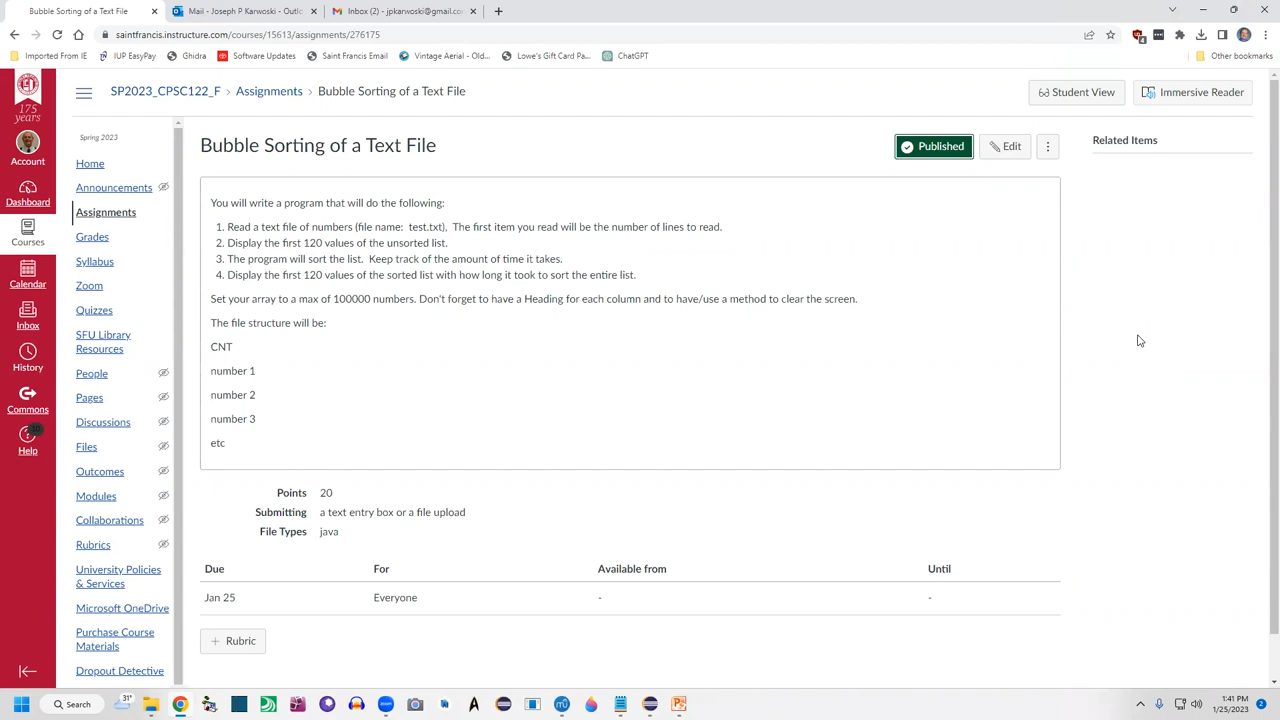 Bubble Sorting of a Text File
Mail - Joseph P Karwoski - Outlo
Inbox (2) - jpkarwoski@gmail.co
saintfrancis.instructure.com/courses/15613/assignments/276175
Imported From IE
IUP EasyPay
Ghidra
Software Updates
Saint Francis Email
Vintage Aerial - Old...
Lowe's Gift Card Pa...
ChatGPT
Other bookmarks
175
years
Account
Dashboard
Courses
Calendar
Inbox
History
Commons
10
Help
SP2023_CPSC122_F › Assignments › Bubble Sorting of a Text File
Student View
Immersive Reader
Spring 2023
Home
Announcements
Assignments
Grades
Syllabus
Zoom
Quizzes
SFU Library
Resources
People
Pages
Discussions
Files
Outcomes
Modules
Collaborations
Rubrics
University Policies
& Services
Microsoft OneDrive
Purchase Course
Materials
Dropout Detective
Bubble Sorting of a Text File
Published
Edit
Related Items
You will write a program that will do the following:
1. Read a text file of numbers (file name: test.txt), The first item you read will be the number of lines to read.
2. Display the first 120 values of the unsorted list.
3. The program will sort the list. Keep track of the amount of time it takes.
4. Display the first 120 values of the sorted list with how long it took to sort the entire list.
Set your array to a max of 100000 numbers. Don't forget to have a Heading for each column and to have/use a method to clear the screen.
The file structure will be:
CNT
number 1
number 2
number 3
etc
Points 20
Submitting a text entry box or a file upload
File Types java
Due For Available from Until
Jan 25 Everyone - -
+ Rubric
31°
Search
zoom
1:41 PM
1/25/2023
2